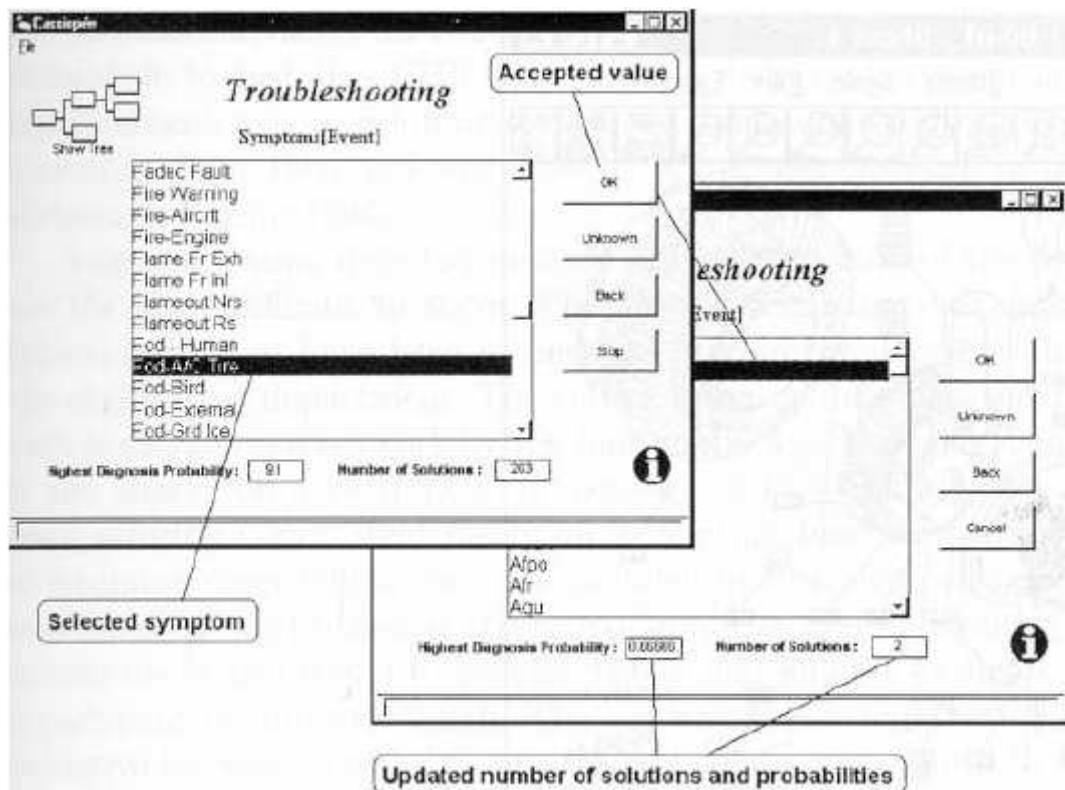 Cassiopée
Accepted value
Troubleshooting
Show Tree
Symptoms[Event]
Fadec Fault
Fire Warning
Fire-Aircrft
Fire-Engine
Flame Fr Exh
Flame Fr Inl
Flameout Nrs
Flameout Rs
Fod - Human
Fod-A/C Tire
Fod-Bird
Fod-External
Fod-Grd Ice
OK
Unknown
Back
Stop
Highest Diagnosis Probability :
Number of Solutions :
i
eshooting
Event]
OK
Unknown
Back
Cancel
Selected symptom
Afpe
Afr
Agu
Highest Diagnosis Probability :
Number of Solutions : 2
i
Updated number of solutions and probabilities